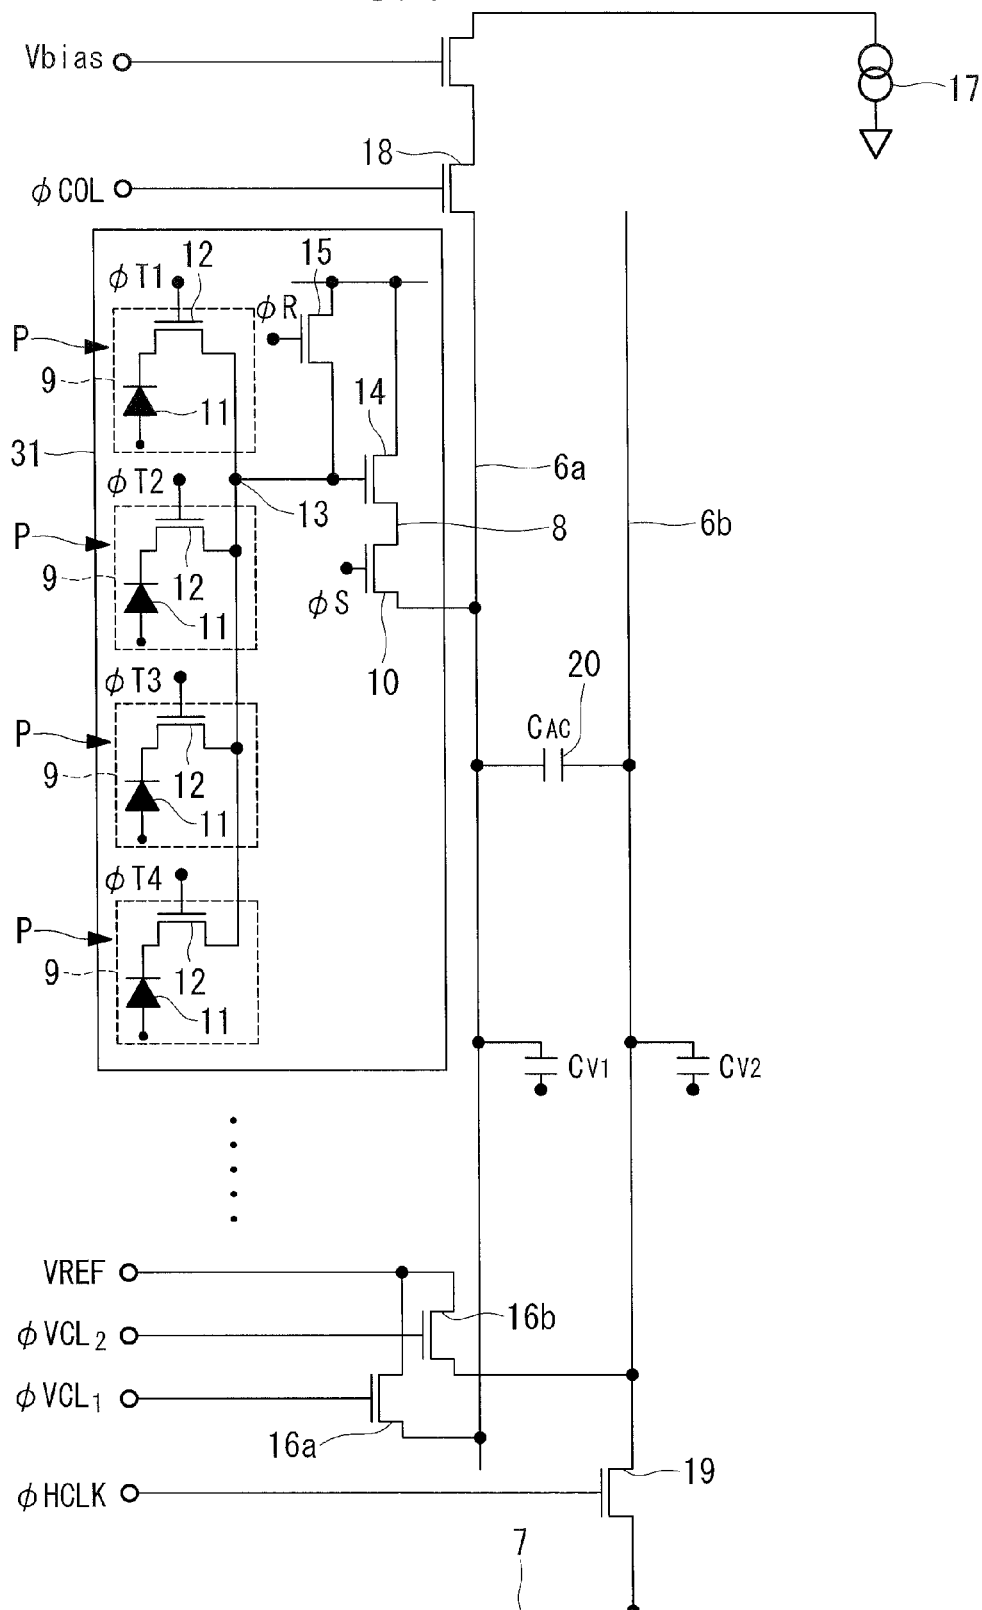 Vbias
17
18
φCOL
12
15
φT1
φR
P
9
14
11
31
6a
φT2
13
8
6b
P
9
12
φS
11
10
20
φT3
CAC
P
9
12
11
φT4
P
9
12
11
CV1
CV2
VREF
16b
φVCL2
φVCL1
16a
19
φHCLK
7